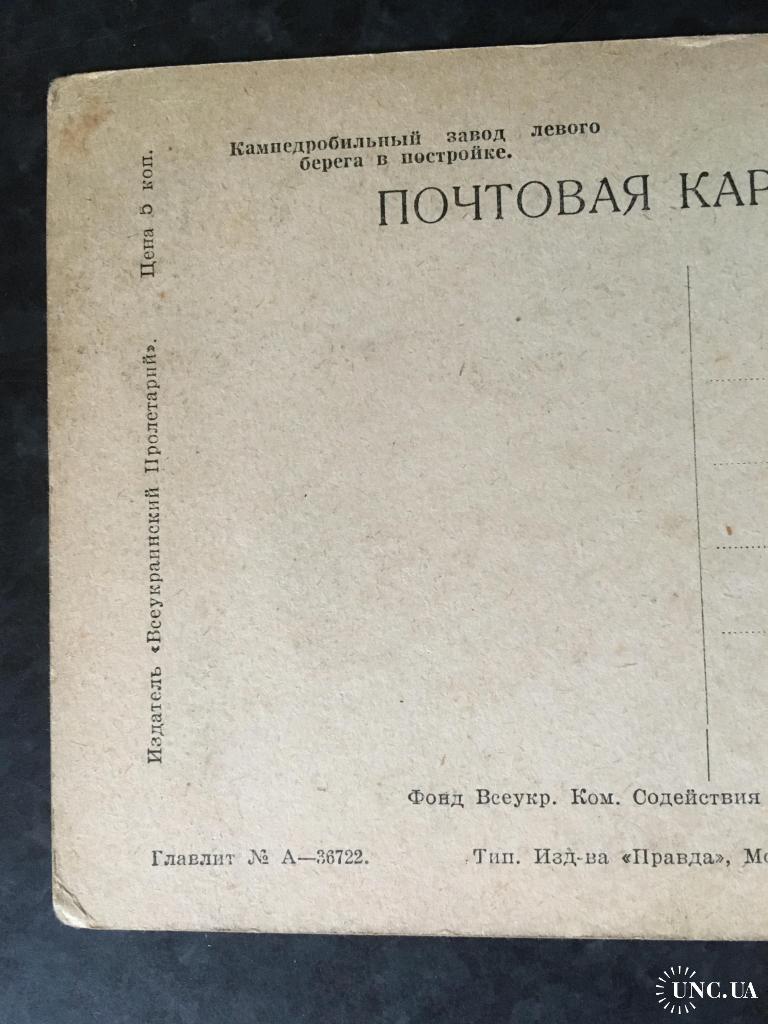 Кампедробильный завод левого
берега в постройке.
ПОЧТОВАЯ КАР
Издатель «Всеукраинский Пролетарий». Цена 5 коп.
Фонд Всеукр. Ком. Содействия
Главлит № А—36722.
Тип. Изд-ва «Правда», Мо
UNC.UA